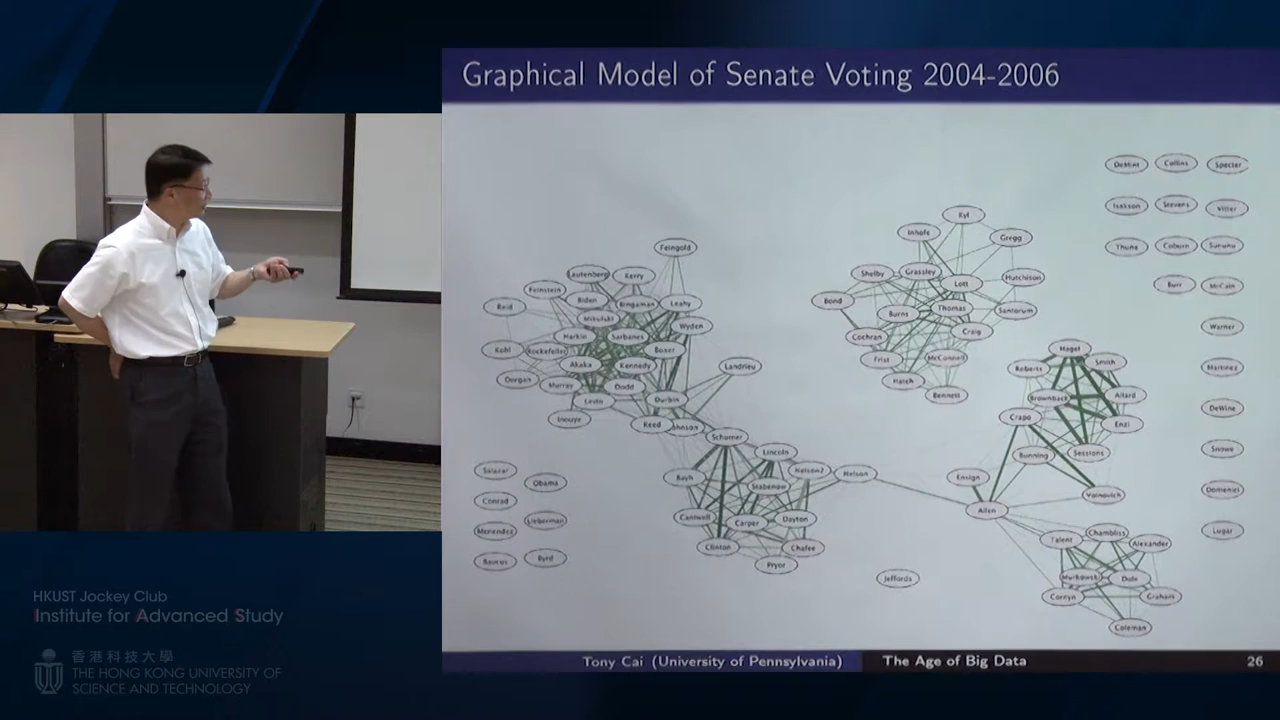 Graphical Model of Senate Voting 2004-2006
DeMint Collins Specter
Isakson Stevens Vitter
Thune Coburn Sununu
Burr McCain
Warner
Martinez
DeWine
Snowe
Domenici
Lugar
Kyl
Inhofe
Gregg
Shelby Grassley
Lott Hutchison
Bond
Burns Thomas Santorum
Cochran Craig
Frist McConnell
Hatch
Bennett
Feingold
Lautenberg Kerry
Feinstein
Biden Bingaman Leahy
Reid
Mikulski
Wyden
Harkin Sarbanes
Kohl Rockefeller Boxer
Akaka Kennedy Landrieu
Dorgan Murray Dodd
Levin Durbin
Inouye Reed Johnson
Schumer
Lincoln
Bayh Nelson2 Nelson
Stabenow
Cantwell Carper Dayton
Clinton Chafee
Pryor
Hagel
Roberts Smith
Brownback Allard
Crapo Enzi
Bunning Sessions
Ensign
Voinovich
Allen
Talent Chambliss Alexander
Murkowski Dole
Cornyn Graham
Coleman
Salazar
Obama
Conrad
Lieberman
Menendez
Baucus Byrd
Jeffords
Tony Cai (University of Pennsylvania) The Age of Big Data 26
HKUST Jockey Club
Institute for Advanced Study
香港科技大學
THE HONG KONG UNIVERSITY OF
SCIENCE AND TECHNOLOGY